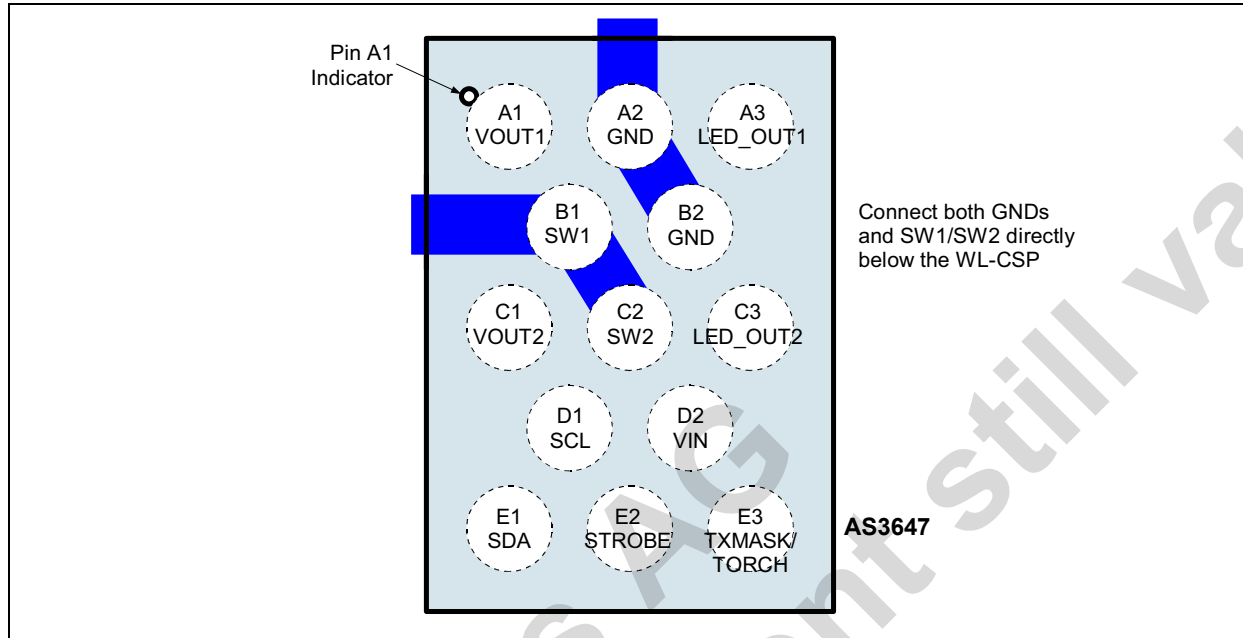 Pin A1
Indicator
A1
VOUT1
A2
GND
A3
LED_OUT1
B1
SW1
B2
GND
Connect both GNDs
and SW1/SW2 directly
below the WL-CSP
C1
VOUT2
C2
SW2
C3
LED_OUT2
D1
SCL
D2
VIN
E1
SDA
E2
STROBE
E3
TXMASK/
TORCH
AS3647
AG
still